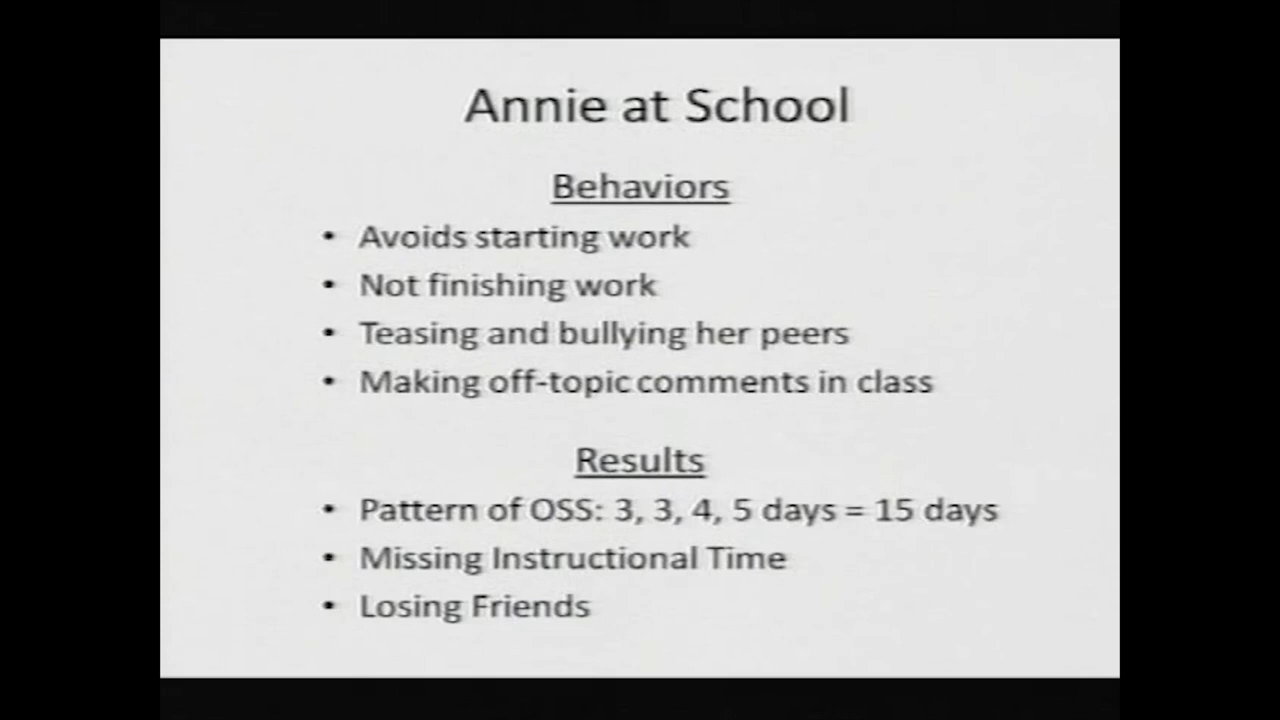 Annie at School
Behaviors
• Avoids starting work
• Not finishing work
• Teasing and bullying her peers
• Making off-topic comments in class
Results
• Pattern of OSS: 3, 3, 4, 5 days = 15 days
• Missing Instructional Time
• Losing Friends